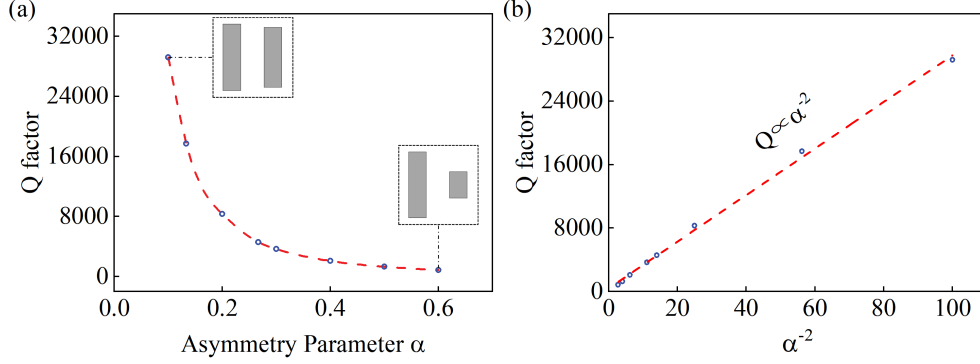 (a)
32000
24000
16000
8000
0
Q factor
0.0 0.2 0.4 0.6
Asymmetry Parameter α
(b)
32000
24000
16000
8000
0
Q factor
Q∝α⁻²
0 20 40 60 80 100
α⁻²